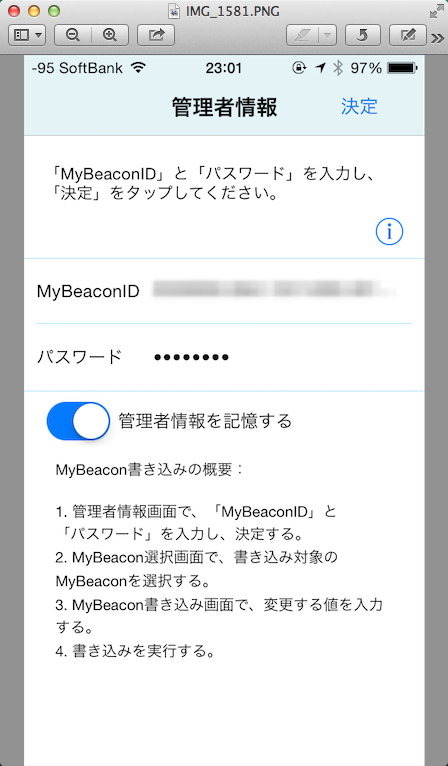 IMG_1581.PNG
-95 SoftBank 23:01 97%
管理者情報 決定
「MyBeaconID」と「パスワード」を入力し、
「決定」をタップしてください。
MyBeaconID
パスワード ••••••••
管理者情報を記憶する
MyBeacon書き込みの概要：
1. 管理者情報画面で、「MyBeaconID」と
「パスワード」を入力し、決定する。
2. MyBeacon選択画面で、書き込み対象の
MyBeaconを選択する。
3. MyBeacon書き込み画面で、変更する値を入力
する。
4. 書き込みを実行する。